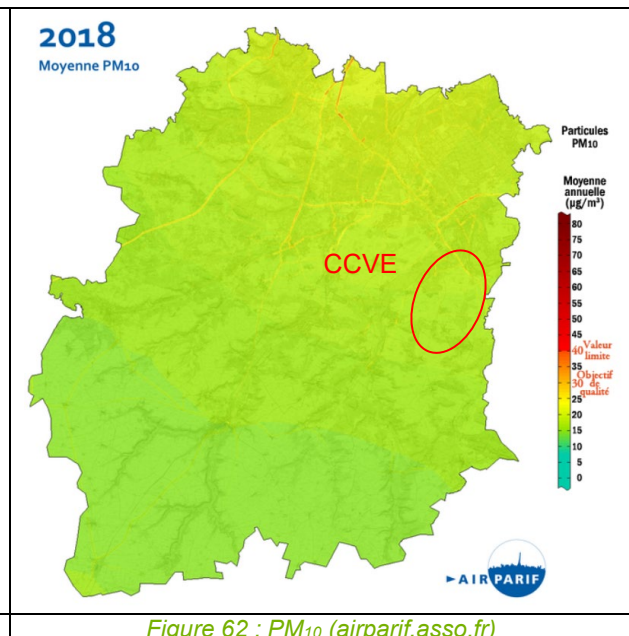 2018
Moyenne PM10
Particules
PM10
Moyenne
annuelle
(µg/m³)
80
75
70
65
60
55
50
45
40 Valeur
limite
35
Objectif
30 de
qualité
25
20
15
10
5
0
CCVE
AIRPARIF
Figure 62 : PM10 (airparif.asso.fr)